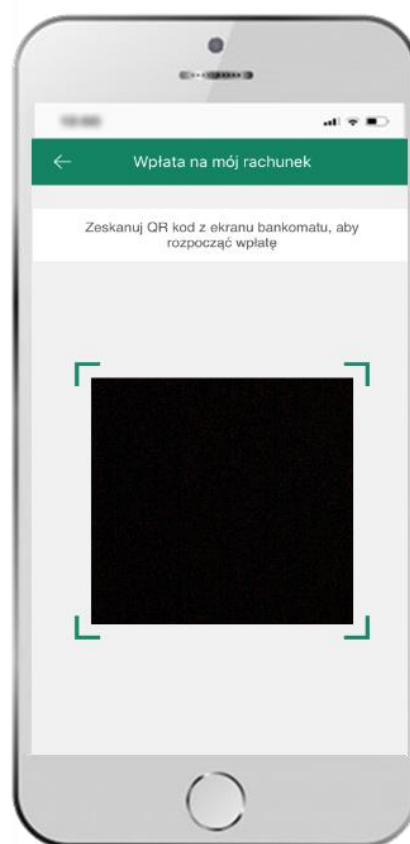 Wpłata na mój rachunek
Zeskanuj QR kod z ekranu bankomatu, aby
rozpocząć wpłatę